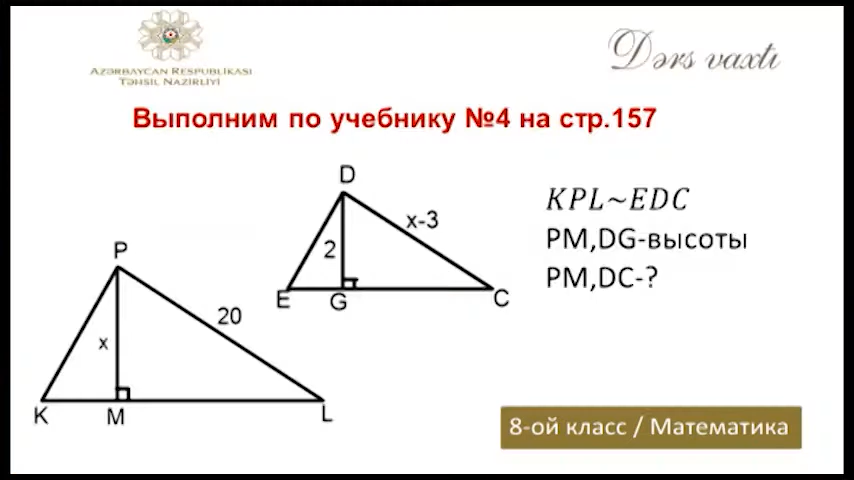 AZƏRBAYCAN RESPUBLİKASI
TƏHSİL NAZİRLİYİ
Dərs vaxtı
Выполним по учебнику №4 на стр.157
D
x-3
2
E
G
C
KPL~EDC
PM,DG-высоты
PM,DC-?
P
20
x
K
M
L
8-ой класс / Математика